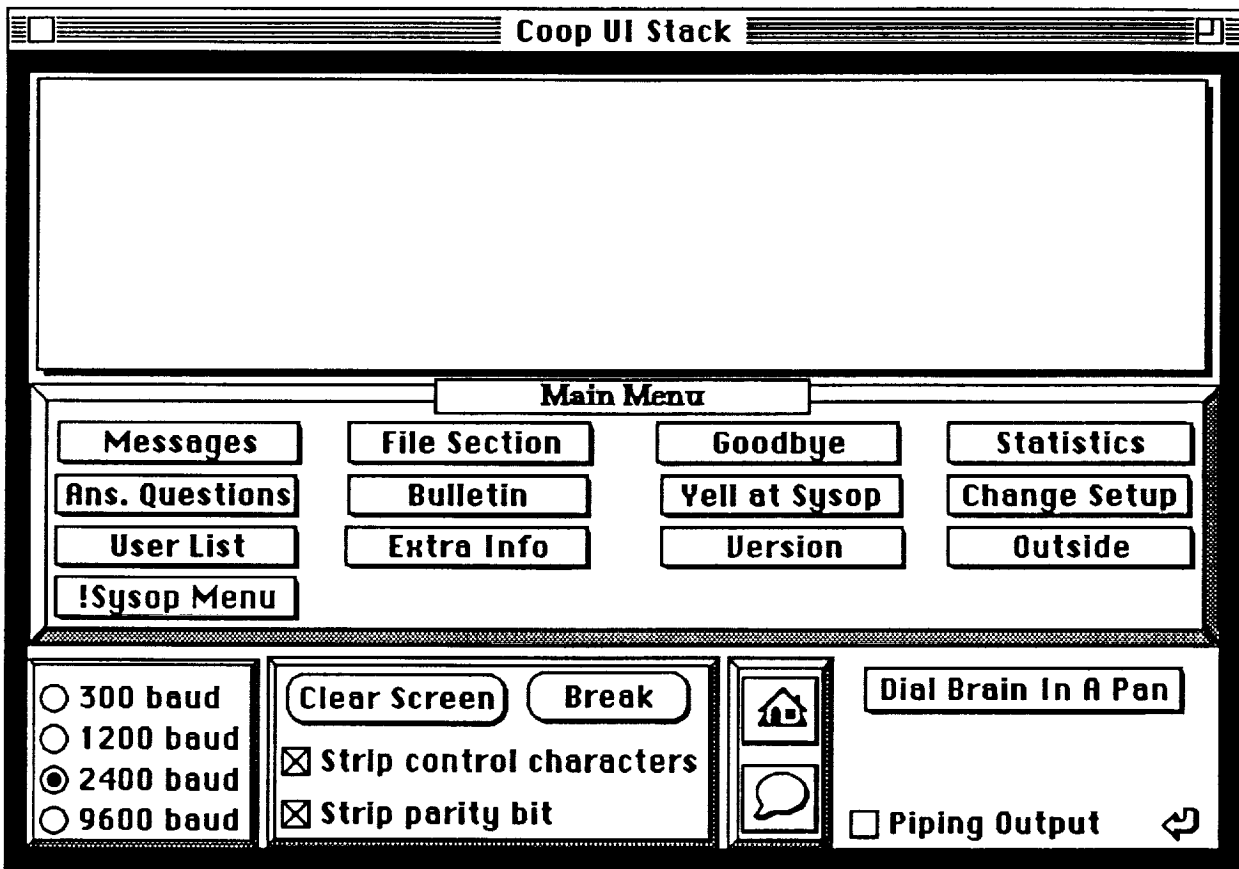 Coop UI Stack
Main Menu
Messages File Section Goodbye Statistics
Ans. Questions Bulletin Yell at Sysop Change Setup
User List Extra Info Version Outside
!Sysop Menu
300 baud
1200 baud
2400 baud
9600 baud
Clear Screen Break
Strip control characters
Strip parity bit
Dial Brain In A Pan
Piping Output